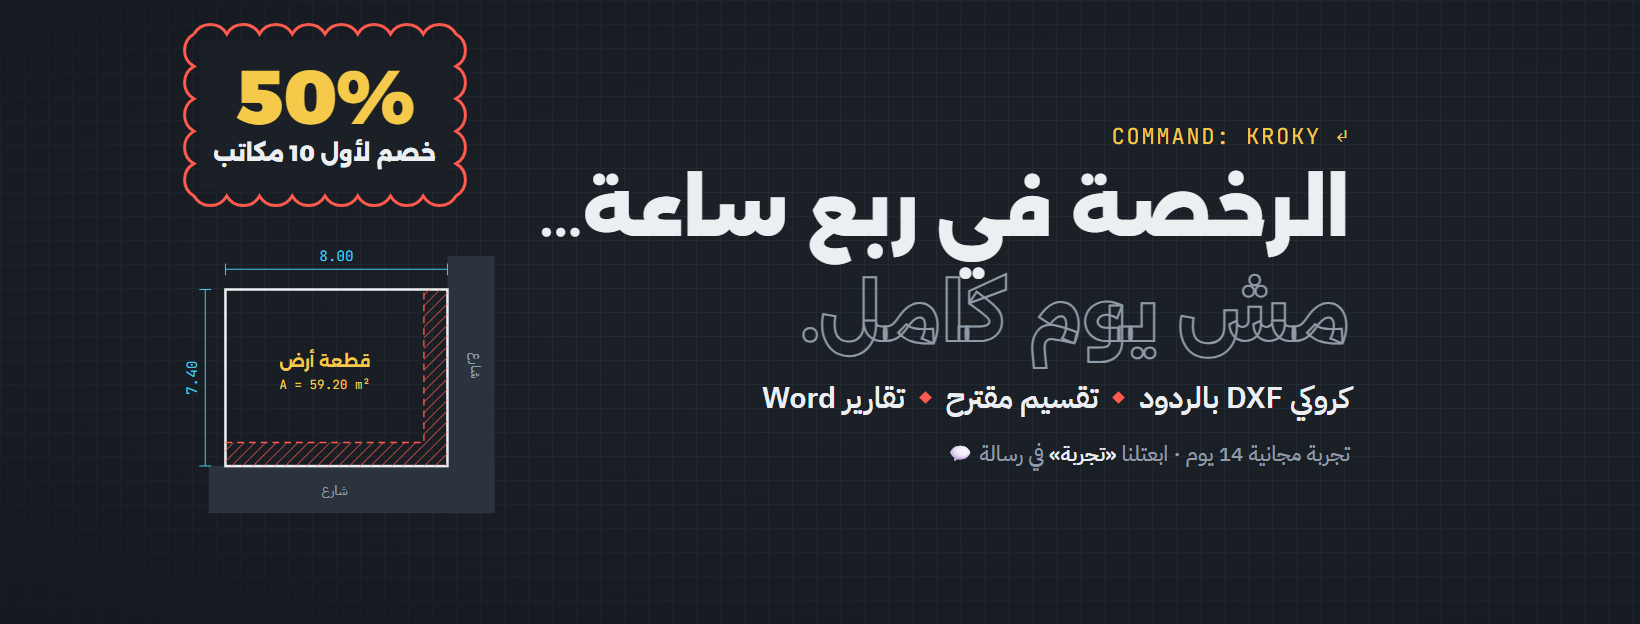 50%
خصم لأول 10 مكاتب
COMMAND: KROKY ↵
الرخصة في ربع ساعة...
مش يوم كامل.
كروكي DXF بالردود ♦ تقسيم مقترح ♦ تقارير Word
تجربة مجانية 14 يوم · ابعتلنا «تجربة» في رسالة 💬
8.00
7.40
قطعة أرض
A = 59.20 m²
شارع
شارع